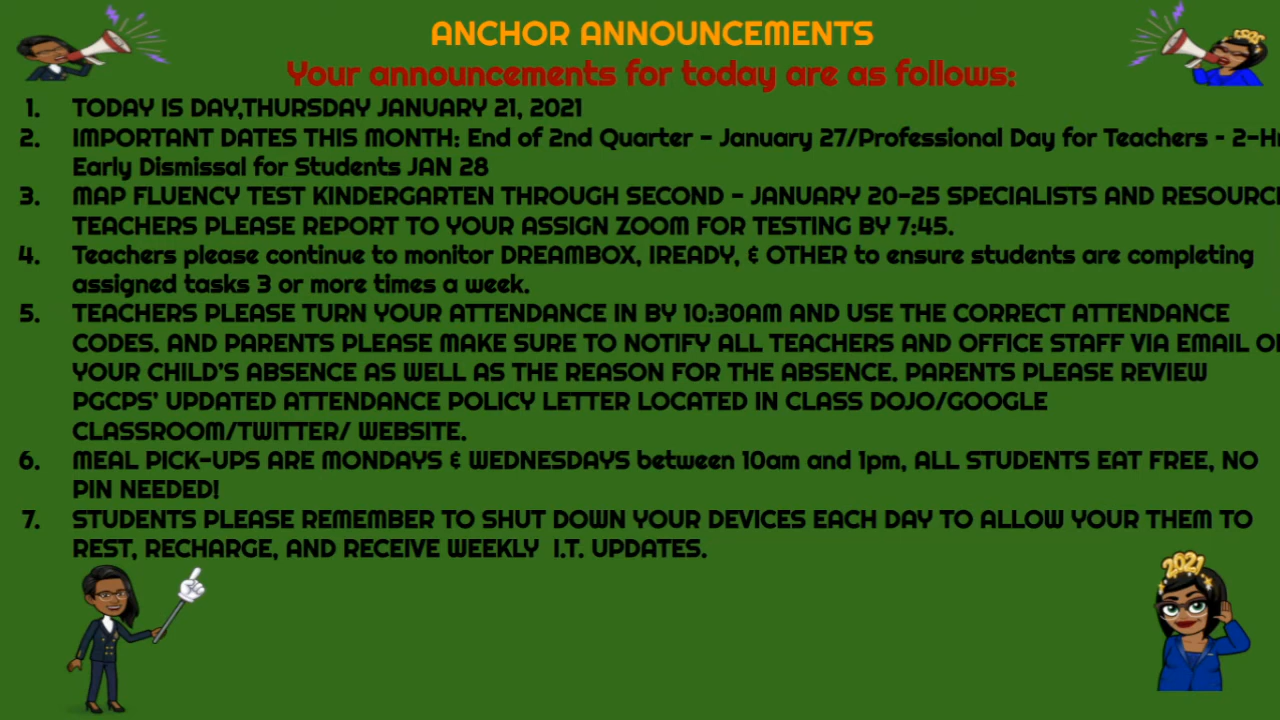 ANCHOR ANNOUNCEMENTS
Your announcements for today are as follows:
1. TODAY IS DAY,THURSDAY JANUARY 21, 2021
2. IMPORTANT DATES THIS MONTH: End of 2nd Quarter - January 27/Professional Day for Teachers - 2-H
Early Dismissal for Students JAN 28
3. MAP FLUENCY TEST KINDERGARTEN THROUGH SECOND - JANUARY 20-25 SPECIALISTS AND RESOURC
TEACHERS PLEASE REPORT TO YOUR ASSIGN ZOOM FOR TESTING BY 7:45.
4. Teachers please continue to monitor DREAMBOX, IREADY, & OTHER to ensure students are completing
assigned tasks 3 or more times a week.
5. TEACHERS PLEASE TURN YOUR ATTENDANCE IN BY 10:30AM AND USE THE CORRECT ATTENDANCE
CODES. AND PARENTS PLEASE MAKE SURE TO NOTIFY ALL TEACHERS AND OFFICE STAFF VIA EMAIL O
YOUR CHILD'S ABSENCE AS WELL AS THE REASON FOR THE ABSENCE. PARENTS PLEASE REVIEW
PGCPS' UPDATED ATTENDANCE POLICY LETTER LOCATED IN CLASS DOJO/GOOGLE
CLASSROOM/TWITTER/ WEBSITE.
6. MEAL PICK-UPS ARE MONDAYS & WEDNESDAYS between 10am and 1pm, ALL STUDENTS EAT FREE, NO
PIN NEEDED!
7. STUDENTS PLEASE REMEMBER TO SHUT DOWN YOUR DEVICES EACH DAY TO ALLOW YOUR THEM TO
REST, RECHARGE, AND RECEIVE WEEKLY I.T. UPDATES.
2021